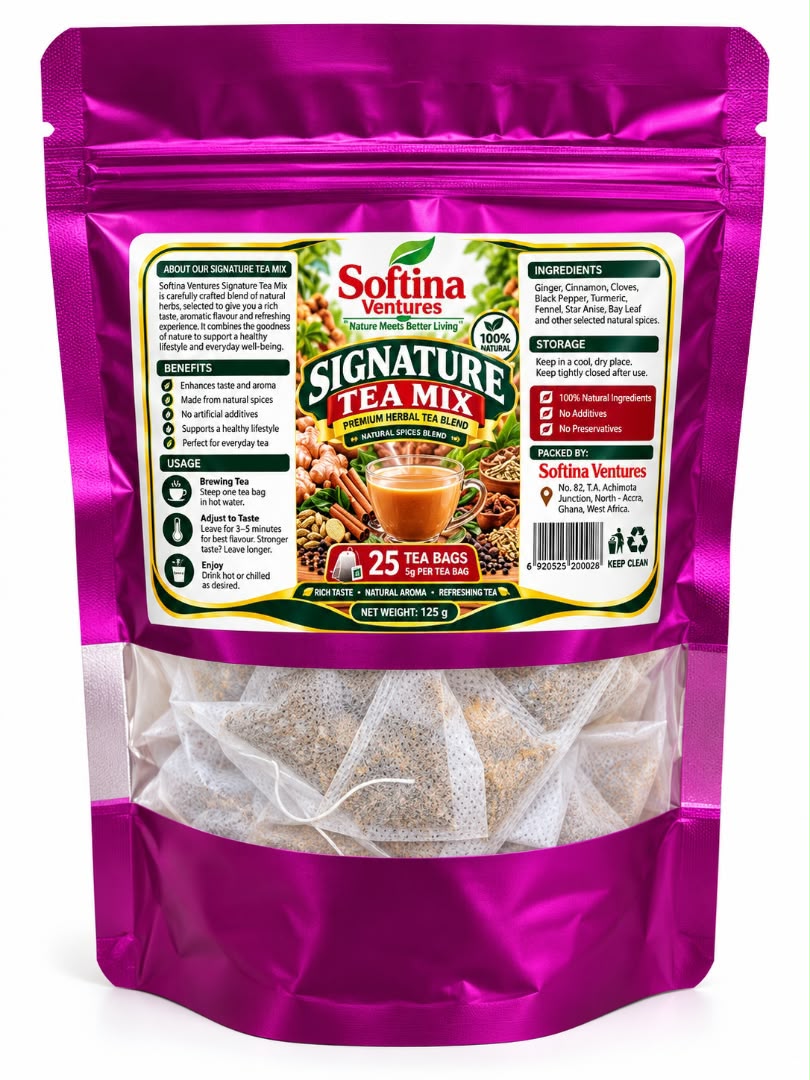 ABOUT OUR SIGNATURE TEA MIX
Softina Ventures Signature Tea Mix
is carefully crafted blend of natural
herbs, selected to give you a rich
taste, aromatic flavour and refreshing
experience. It combines the goodness
of nature to support a healthy
lifestyle and everyday well-being.
BENEFITS
Enhances taste and aroma
Made from natural spices
No artificial additives
Supports a healthy lifestyle
Perfect for everyday tea
USAGE
Brewing Tea
Steep one tea bag
in hot water.
Adjust to Taste
Leave for 3–5 minutes
for best flavour. Stronger
taste? Leave longer.
Enjoy
Drink hot or chilled
as desired.
Softina
Ventures
"Nature Meets Better Living"
100%
NATURAL
SIGNATURE
TEA MIX
PREMIUM HERBAL TEA BLEND
NATURAL SPICES BLEND
25 TEA BAGS
5g PER TEA BAG
RICH TASTE • NATURAL AROMA • REFRESHING TEA
NET WEIGHT: 125 g
INGREDIENTS
Ginger, Cinnamon, Cloves,
Black Pepper, Turmeric,
Fennel, Star Anise, Bay Leaf
and other selected natural spices.
STORAGE
Keep in a cool, dry place.
Keep tightly closed after use.
100% Natural Ingredients
No Additives
No Preservatives
PACKED BY:
Softina Ventures
No. 82, T.A. Achimota
Junction, North - Accra,
Ghana, West Africa.
6 920525 200028
KEEP CLEAN